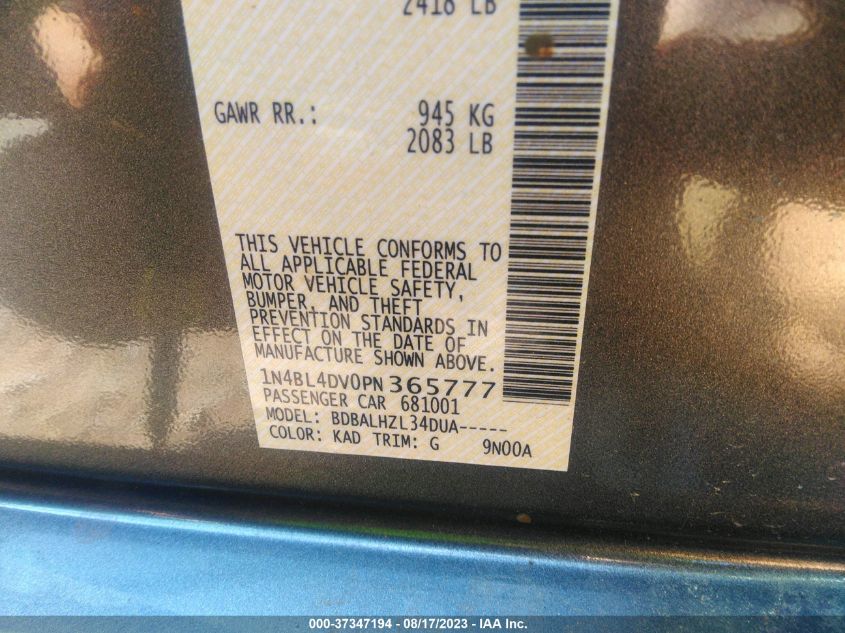 2418 LB
GAWR RR.: 945 KG
2083 LB
THIS VEHICLE CONFORMS TO
ALL APPLICABLE FEDERAL
MOTOR VEHICLE SAFETY,
BUMPER, AND THEFT
PREVENTION STANDARDS IN
EFFECT ON THE DATE OF
MANUFACTURE SHOWN ABOVE.
1N4BL4DV0PN365777
PASSENGER CAR 681001
MODEL: BDBALHZL34DUA-----
COLOR: KAD TRIM: G 9N00A
000-37347194 - 08/17/2023 - IAA Inc.